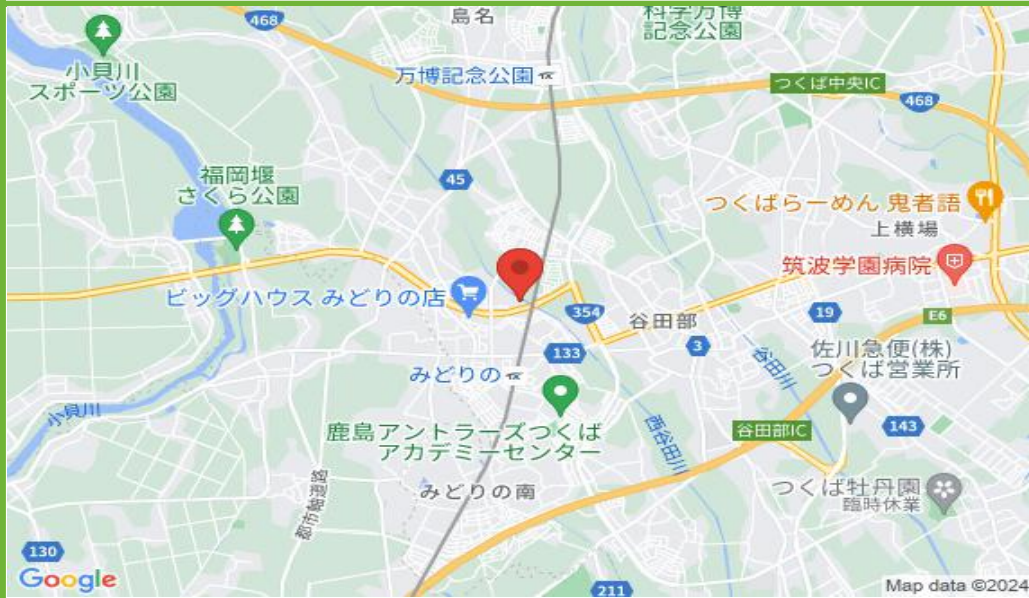 468
島名
科学万博
記念公園
小貝川
スポーツ公園
万博記念公園
つくば中央IC
468
45
福岡堰
さくら公園
つくばらーめん 鬼者語
上横場
筑波学園病院
ビッグハウス みどりの店
354
谷田部
19
E6
133
3
谷田川
佐川急便(株)
つくば営業所
みどりの
小貝川
鹿島アントラーズつくば
アカデミーセンター
西谷田川
谷田部IC
143
都市軸道路
みどりの南
つくば牡丹園
臨時休業
130
Google
211
Map data ©2024